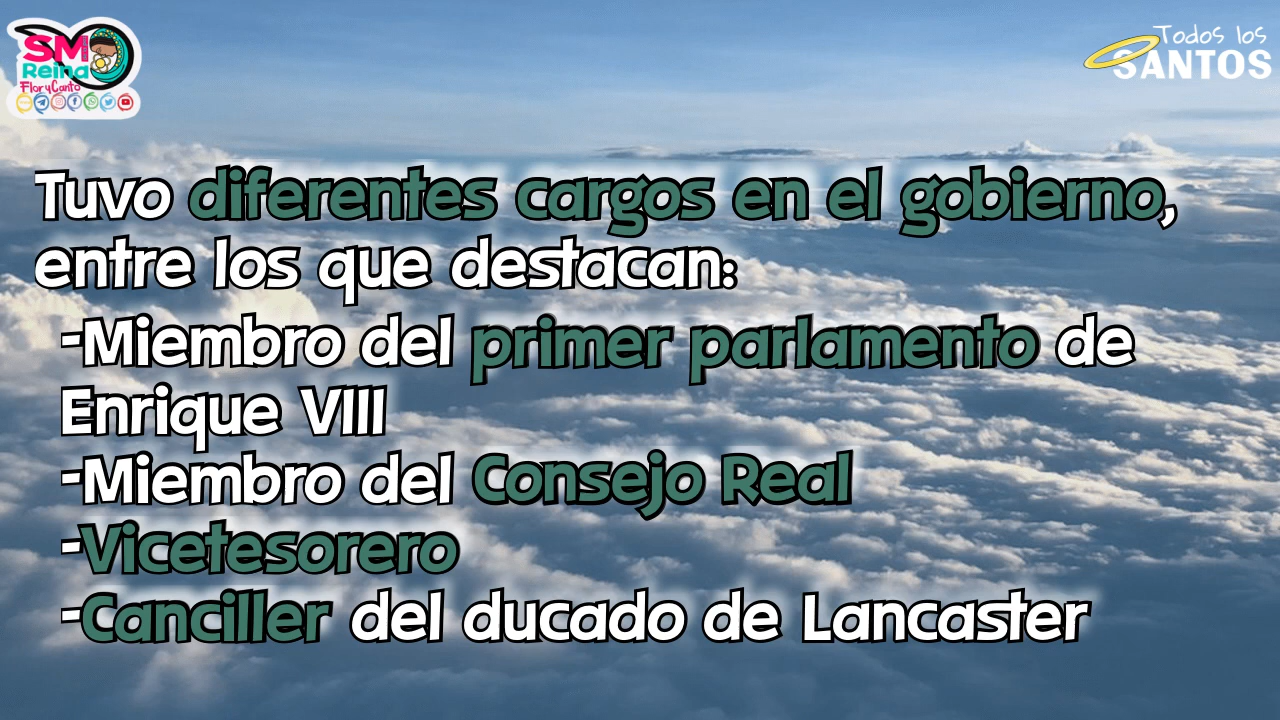 SM
Reina
Flor y Canto
Todos los
SANTOS
Tuvo diferentes cargos en el gobierno,
entre los que destacan:
-Miembro del primer parlamento de
Enrique VIII
-Miembro del Consejo Real
-Vicetesorero
-Canciller del ducado de Lancaster